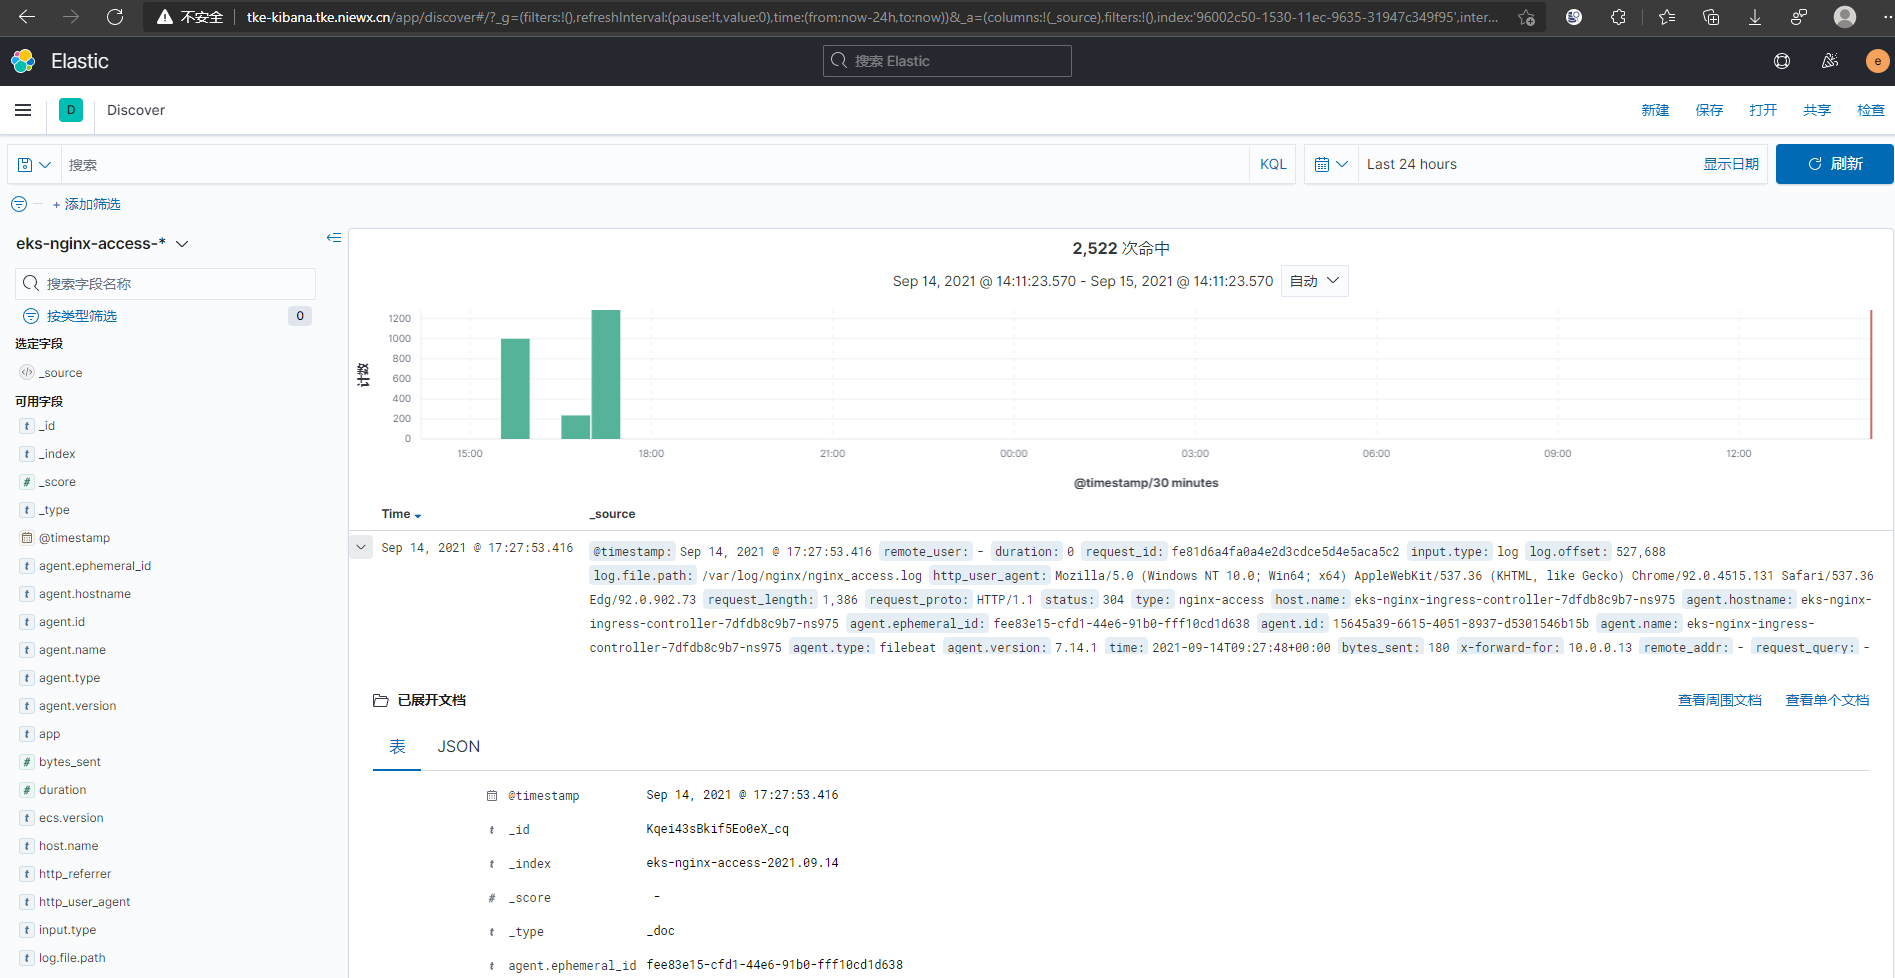 不安全 tke-kibana.tke.niewx.cn/app/discover#/?_g=(filters:!(),refreshInterval:(pause:!t,value:0),time:(from:now-24h,to:now))&_a=(columns:!(_source),filters:!(),index:'96002c50-1530-11ec-9635-31947c349f95',inter...
Elastic 搜索 Elastic e
D Discover 新建 保存 打开 共享 检查
搜索 KQL Last 24 hours 显示日期 刷新
+ 添加筛选
eks-nginx-access-*
搜索字段名称
按类型筛选 0
选定字段
_source
可用字段
t _id
t _index
# _score
t _type
@timestamp
t agent.ephemeral_id
t agent.hostname
t agent.id
t agent.name
t agent.type
t agent.version
t app
# bytes_sent
# duration
t ecs.version
t host.name
t http_referrer
t http_user_agent
t input.type
t log.file.path
2,522 次命中
Sep 14, 2021 @ 14:11:23.570 - Sep 15, 2021 @ 14:11:23.570 自动
计数
1200
1000
800
600
400
200
0
15:00 18:00 21:00 00:00 03:00 06:00 09:00 12:00
@timestamp/30 minutes
Time _source
Sep 14, 2021 @ 17:27:53.416 @timestamp: Sep 14, 2021 @ 17:27:53.416 remote_user: - duration: 0 request_id: fe81d6a4fa0a4e2d3cdce5d4e5aca5c2 input.type: log log.offset: 527,688
log.file.path: /var/log/nginx/nginx_access.log http_user_agent: Mozilla/5.0 (Windows NT 10.0; Win64; x64) AppleWebKit/537.36 (KHTML, like Gecko) Chrome/92.0.4515.131 Safari/537.36
Edg/92.0.902.73 request_length: 1,386 request_proto: HTTP/1.1 status: 304 type: nginx-access host.name: eks-nginx-ingress-controller-7dfdb8c9b7-ns975 agent.hostname: eks-nginx-
ingress-controller-7dfdb8c9b7-ns975 agent.ephemeral_id: fee83e15-cfd1-44e6-91b0-fff10cd1d638 agent.id: 15645a39-6615-4051-8937-d5301546b15b agent.name: eks-nginx-ingress-
controller-7dfdb8c9b7-ns975 agent.type: filebeat agent.version: 7.14.1 time: 2021-09-14T09:27:48+00:00 bytes_sent: 180 x-forward-for: 10.0.0.13 remote_addr: - request_query: -
已展开文档 查看周围文档 查看单个文档
表 JSON
@timestamp Sep 14, 2021 @ 17:27:53.416
t _id Kqei43sBkif5Eo0eX_cq
t _index eks-nginx-access-2021.09.14
# _score -
t _type _doc
t agent.ephemeral_id fee83e15-cfd1-44e6-91b0-fff10cd1d638